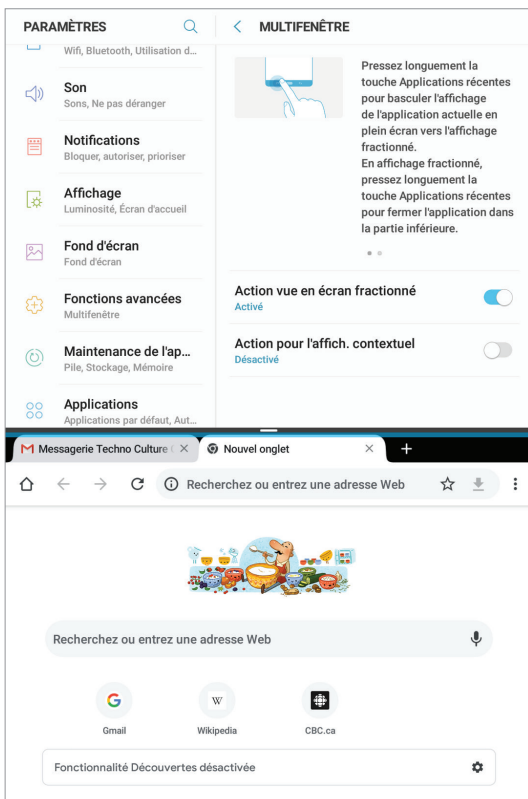 PARAMÈTRES
Wifi, Bluetooth, Utilisation d...
Son
Sons, Ne pas déranger
Notifications
Bloquer, autoriser, prioriser
Affichage
Luminosité, Écran d'accueil
Fond d'écran
Fond d'écran
Fonctions avancées
Multifenêtre
Maintenance de l'ap...
Pile, Stockage, Mémoire
Applications
Applications par défaut, Aut...
MULTIFENÊTRE
Pressez longuement la
touche Applications récentes
pour basculer l'affichage
de l'application actuelle en
plein écran vers l'affichage
fractionné.
En affichage fractionné,
pressez longuement la
touche Applications récentes
pour fermer l'application dans
la partie inférieure.
Action vue en écran fractionné
Activé
Action pour l'affich. contextuel
Désactivé
Messagerie Techno Culture
Nouvel onglet
Recherchez ou entrez une adresse Web
Recherchez ou entrez une adresse Web
G
W
Gmail
Wikipedia
CBC.ca
Fonctionnalité Découvertes désactivée